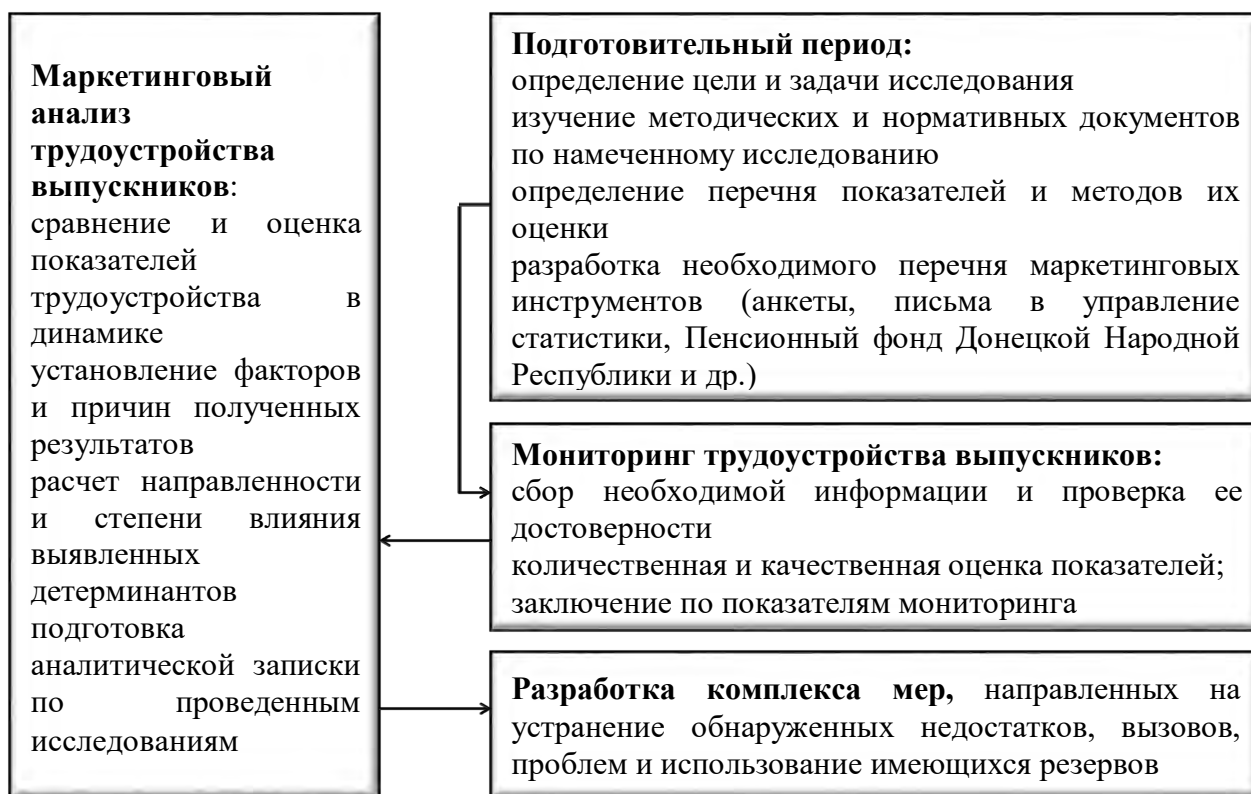 Маркетинговый
анализ
трудоустройства
выпускников:
сравнение и оценка
показателей
трудоустройства в
динамике
установление факторов
и причин полученных
результатов
расчет направленности
и степени влияния
выявленных
детерминантов
подготовка
аналитической записки
по проведенным
исследованиям
Подготовительный период:
определение цели и задачи исследования
изучение методических и нормативных документов
по намеченному исследованию
определение перечня показателей и методов их
оценки
разработка необходимого перечня маркетинговых
инструментов (анкеты, письма в управление
статистики, Пенсионный фонд Донецкой Народной
Республики и др.)
Мониторинг трудоустройства выпускников:
сбор необходимой информации и проверка ее
достоверности
количественная и качественная оценка показателей;
заключение по показателям мониторинга
Разработка комплекса мер, направленных на
устранение обнаруженных недостатков, вызовов,
проблем и использование имеющихся резервов